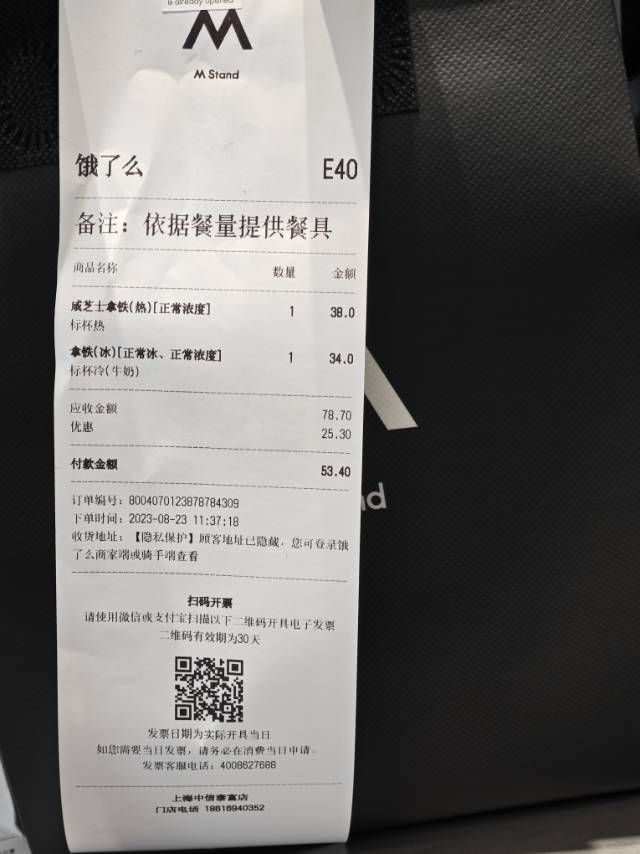 is already opened
M Stand
饿了么 E40
备注：依据餐量提供餐具
商品名称 数量 金额
咸芝士拿铁(热)[正常浓度] 1 38.0
标杯热
拿铁(冰)[正常冰、正常浓度] 1 34.0
标杯冷(牛奶)
应收金额 78.70
优惠 25.30
付款金额 53.40
订单编号：8004070123878784309
下单时间：2023-08-23 11:37:18
收货地址：【隐私保护】顾客地址已隐藏，您可登录饿
了么商家端或骑手端查看
扫码开票
请使用微信或支付宝扫描以下二维码开具电子发票
二维码有效期为30天
发票日期为实际开具当日
如您需要当日发票，请务必在消费当日申请。
发票客服电话：4008627688
上海中信泰富店
门店电话 18616940352
nd